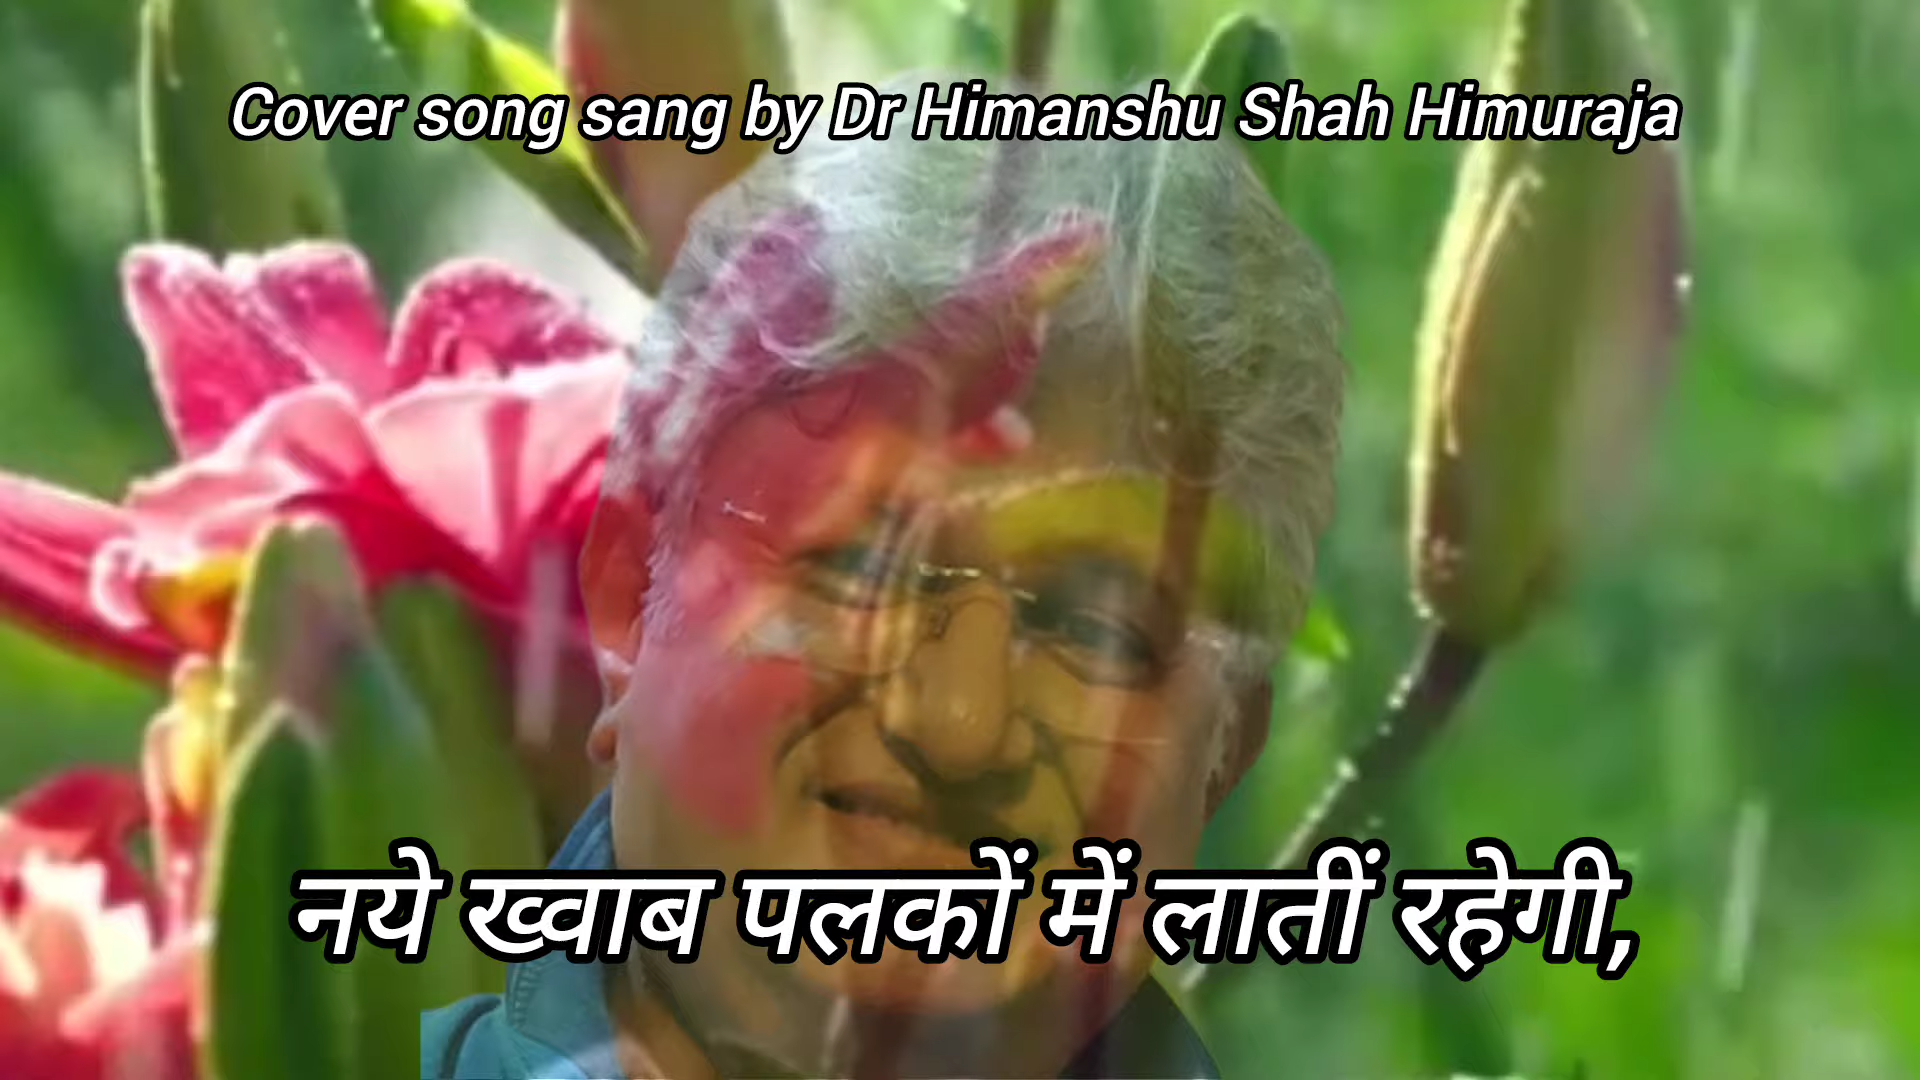 Cover song sang by Dr Himanshu Shah Himuraja
नये ख्वाब पलकों में लातीं रहेगी,